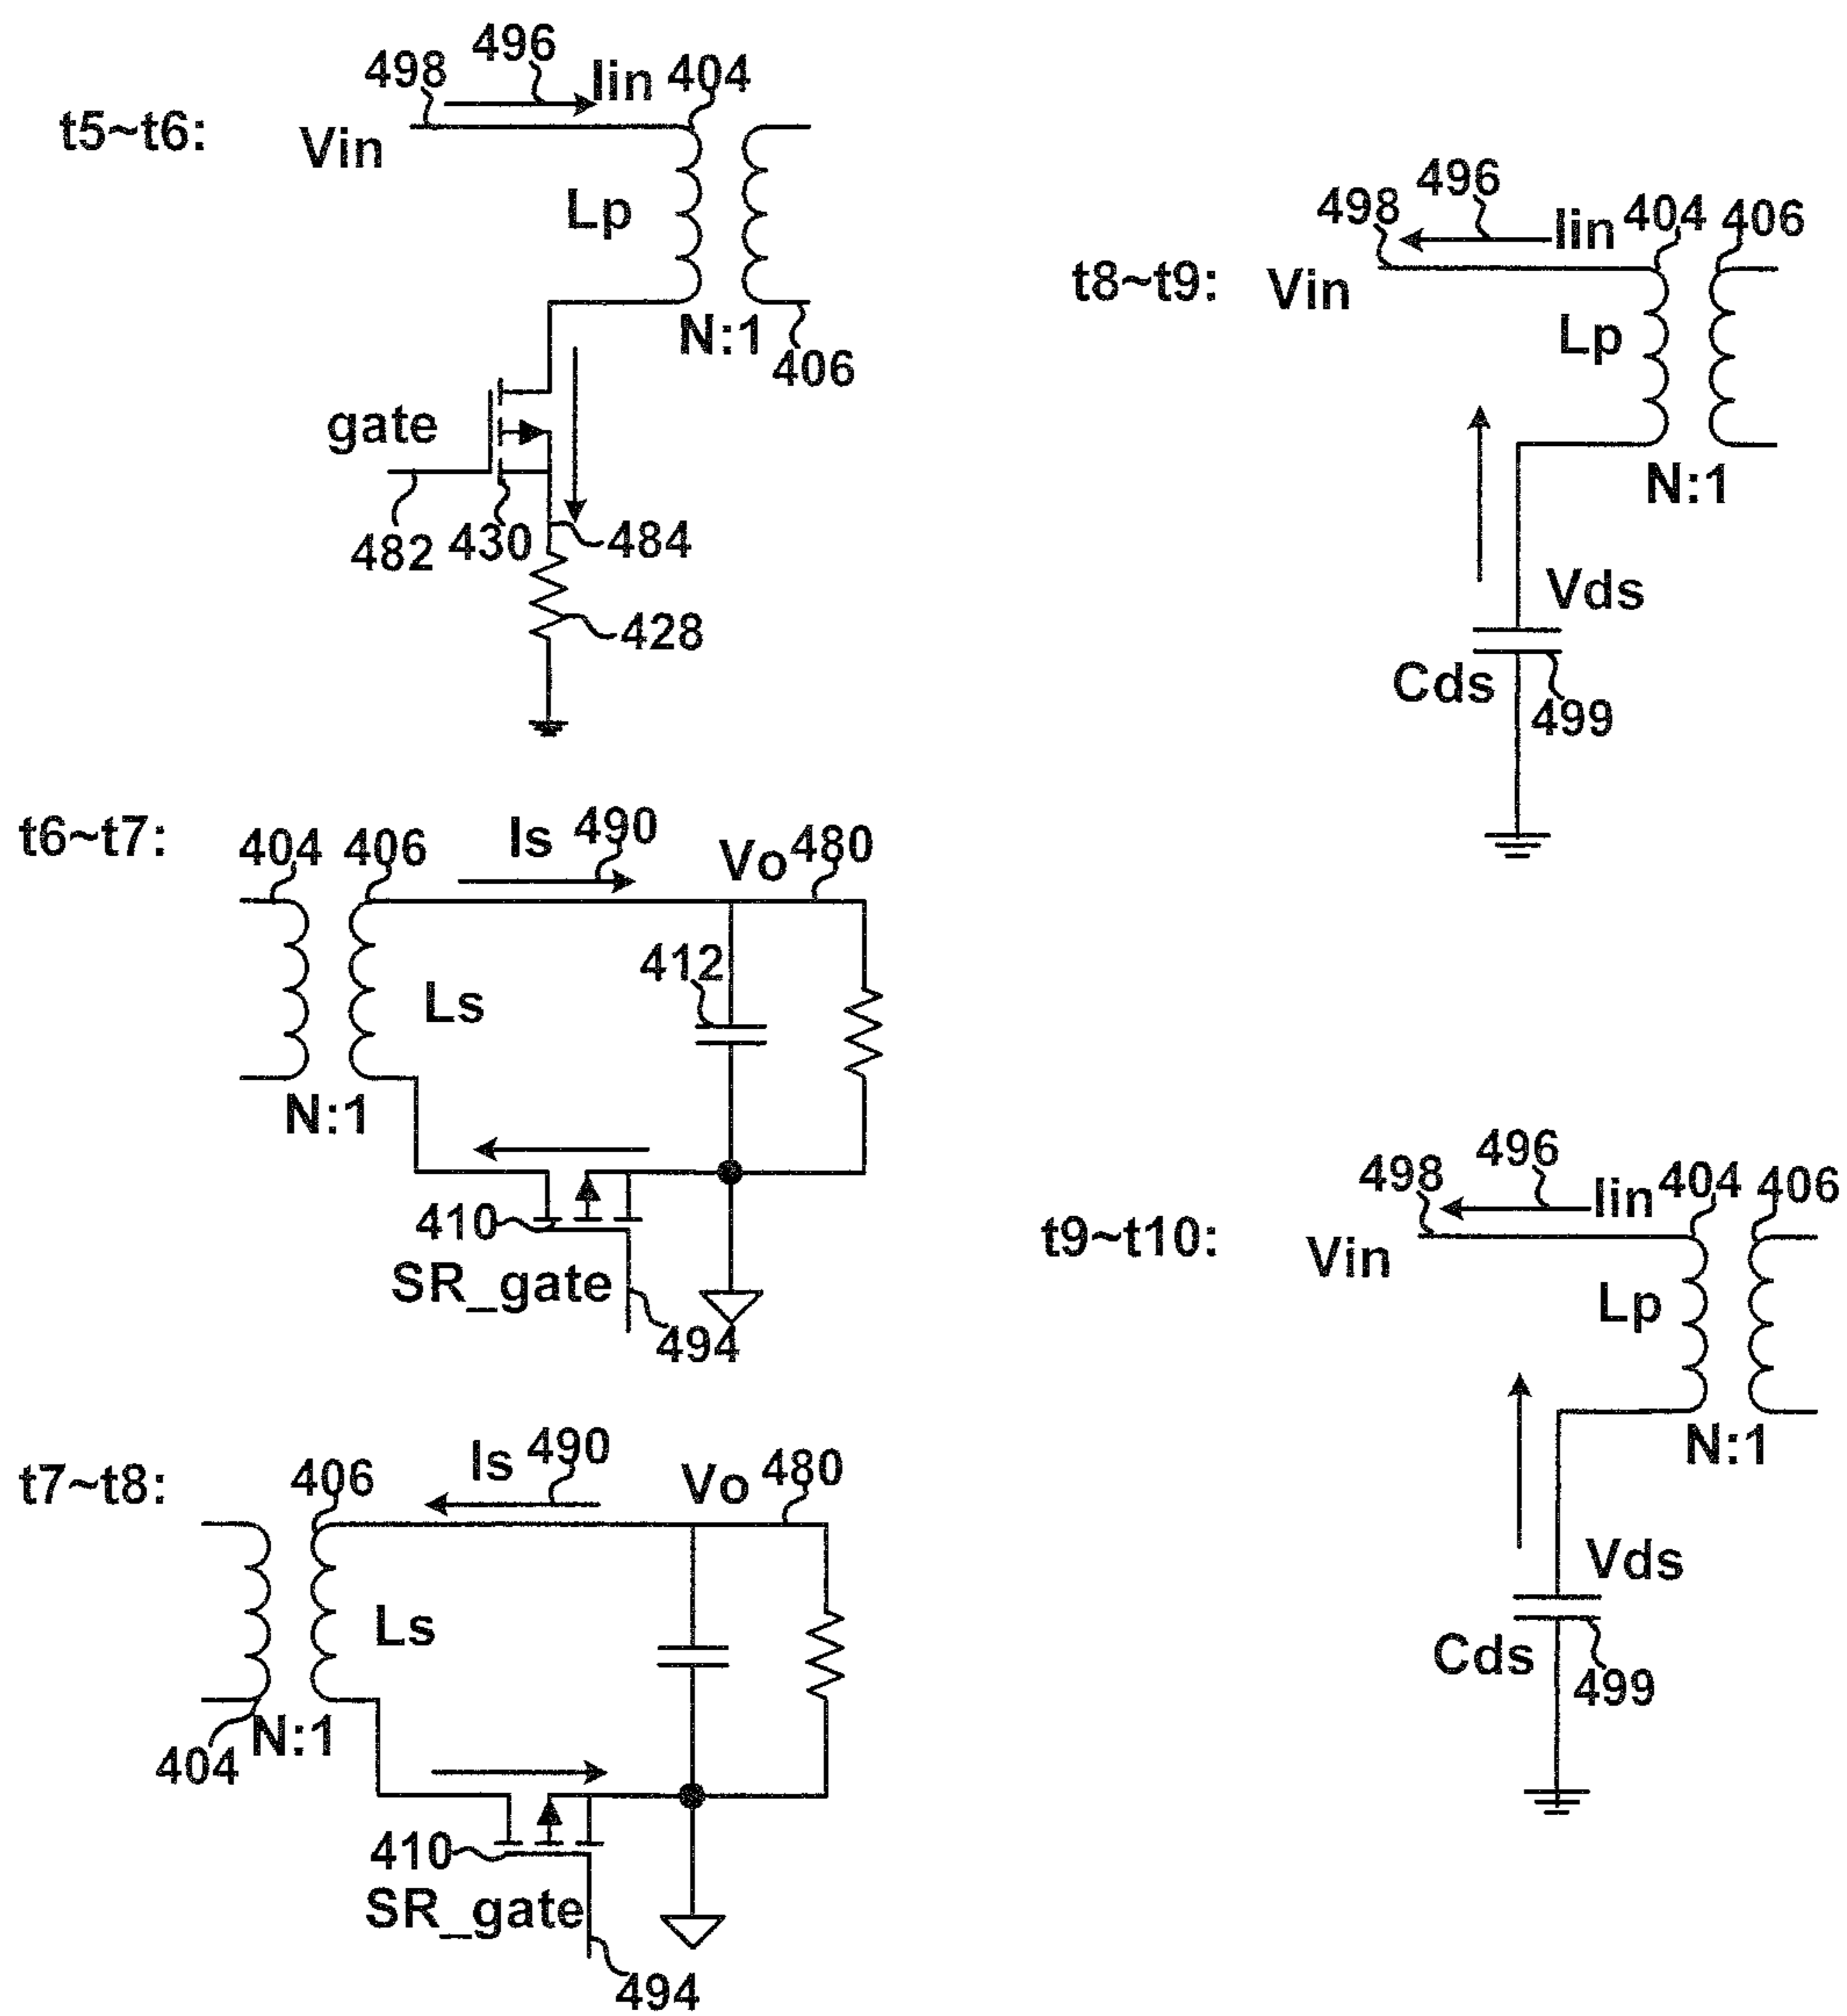 t5~t6:
498
496
Iin
404
Vin
Lp
N:1
406
gate
482
430
484
428
t6~t7:
404
406
Is
490
Vo
480
412
Ls
N:1
410
SR_gate
494
t7~t8:
406
Is
490
Vo
480
Ls
404
N:1
410
SR_gate
494
t8~t9:
498
496
Iin
404
406
Vin
Lp
N:1
Vds
Cds
499
t9~t10:
498
496
Iin
404
406
Vin
Lp
N:1
Vds
Cds
499